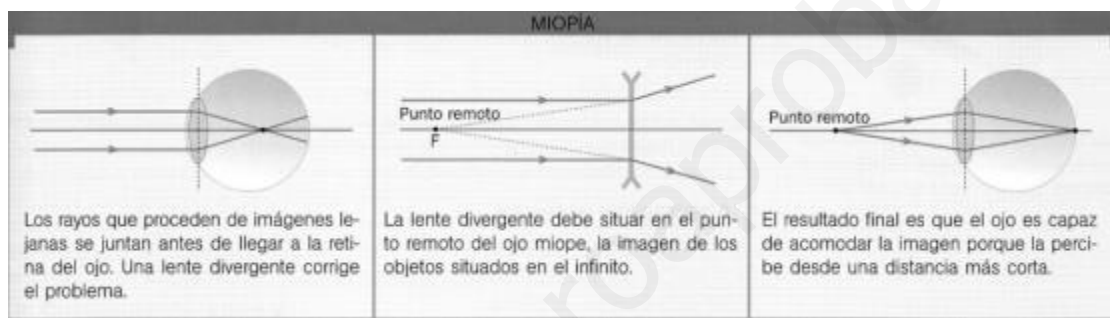 MIOPÍA
Punto remoto
F
Punto remoto
Los rayos que proceden de imágenes le-
janas se juntan antes de llegar a la reti-
na del ojo. Una lente divergente corrige
el problema.
La lente divergente debe situar en el pun-
to remoto del ojo miope, la imagen de los
objetos situados en el infinito.
El resultado final es que el ojo es capaz
de acomodar la imagen porque la perci-
be desde una distancia más corta.